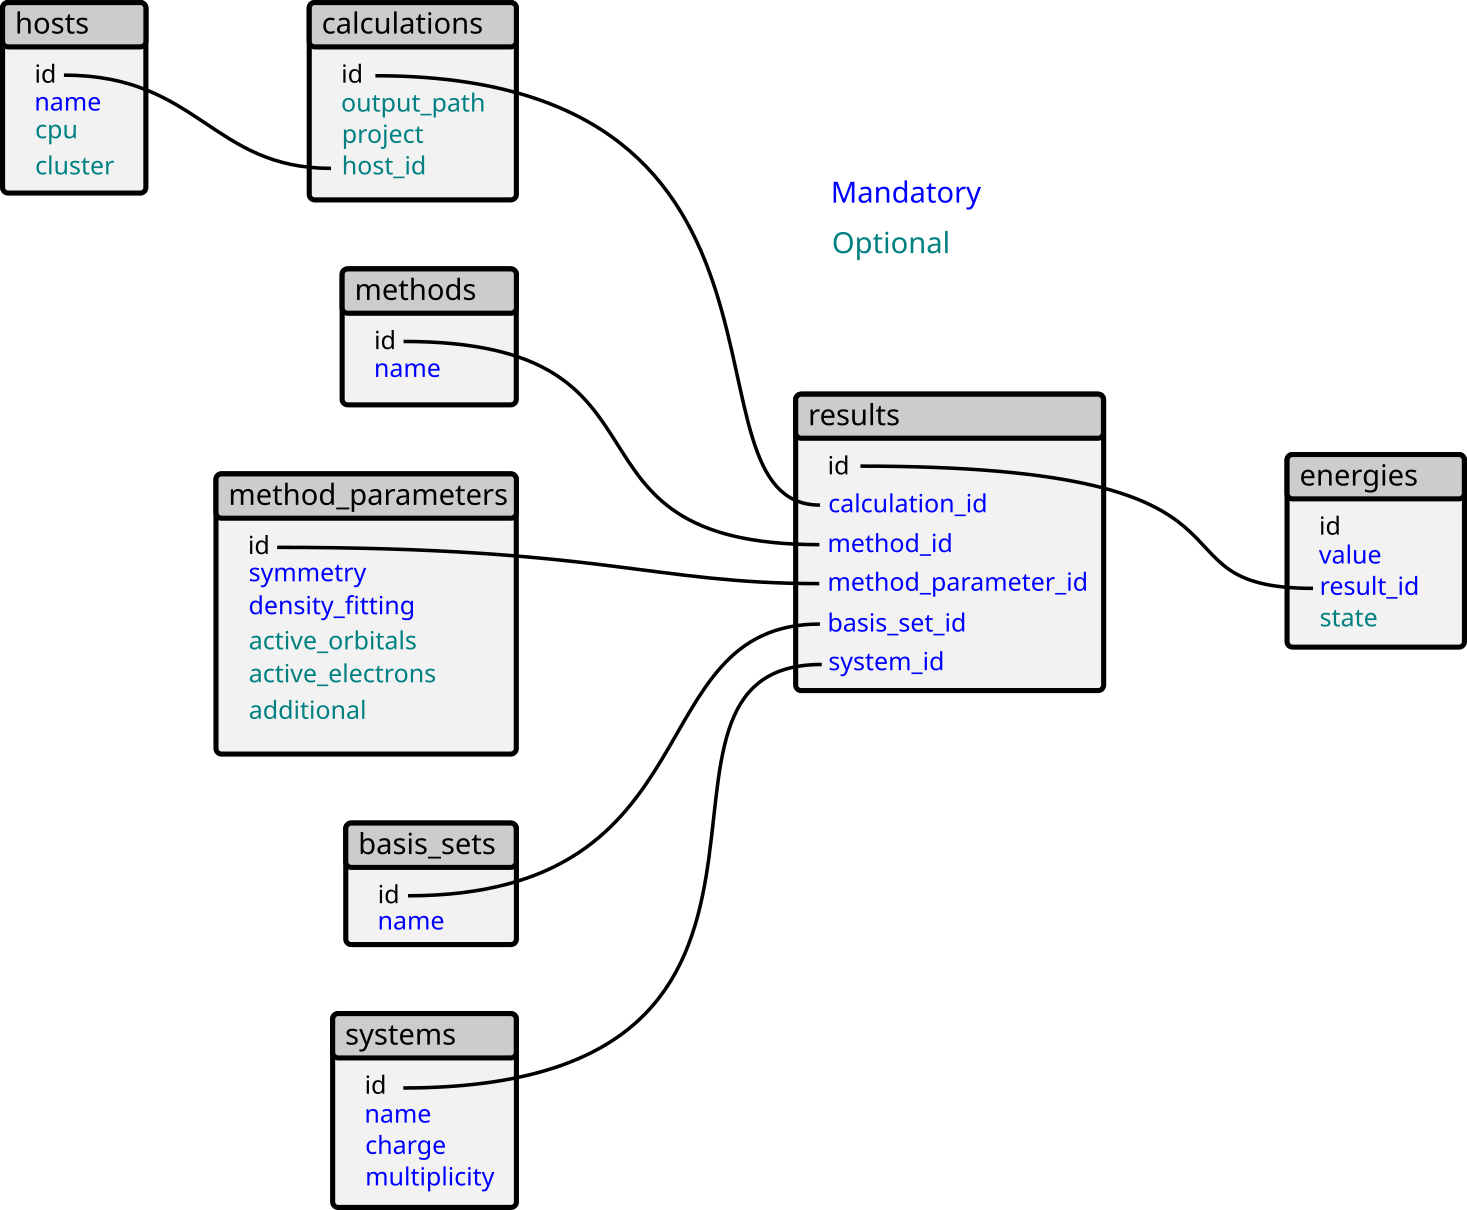 hosts
id
name
cpu
cluster
calculations
id
output_path
project
host_id
Mandatory
Optional
methods
id
name
method_parameters
id
symmetry
density_fitting
active_orbitals
active_electrons
additional
results
id
calculation_id
method_id
method_parameter_id
basis_set_id
system_id
energies
id
value
result_id
state
basis_sets
id
name
systems
id
name
charge
multiplicity